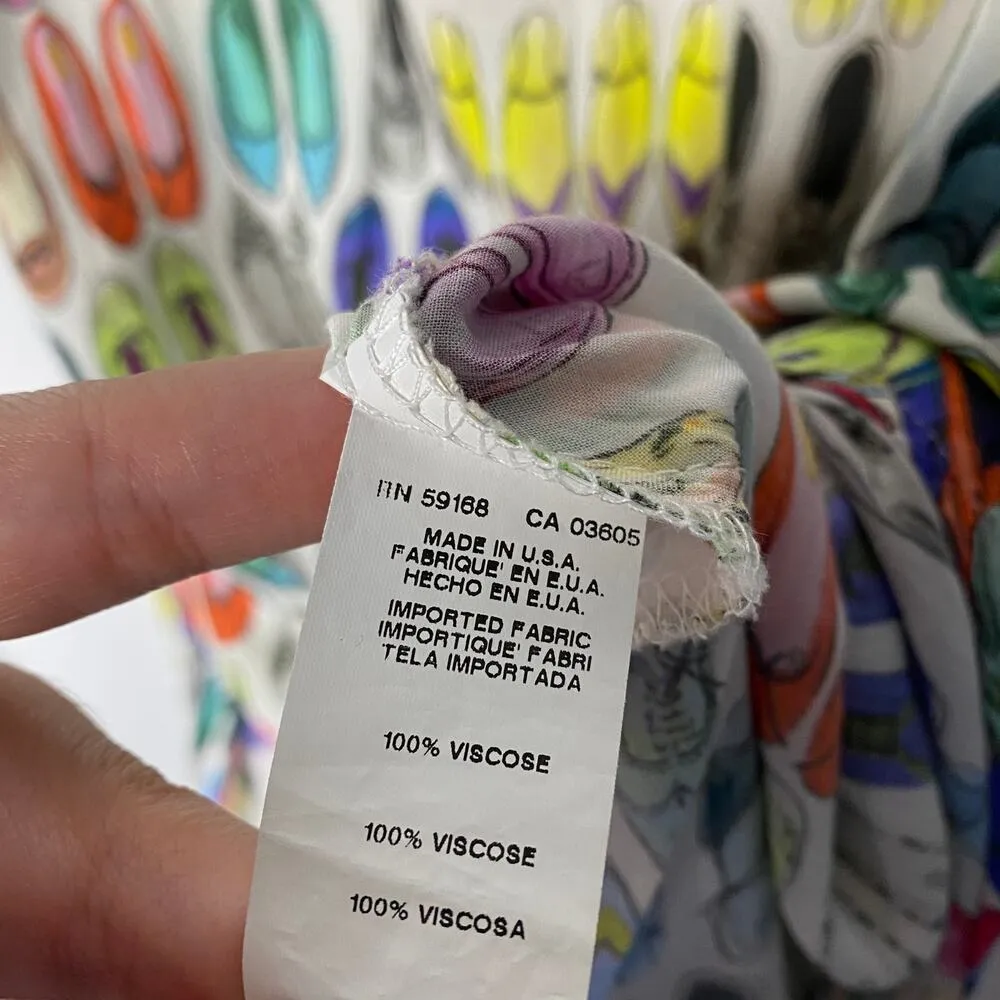 RN 59168 CA 03605
MADE IN U.S.A.
FABRIQUE' EN E.U.A.
HECHO EN E.U.A.
IMPORTED FABRIC
IMPORTIQUE' FABRI
TELA IMPORTADA
100% VISCOSE
100% VISCOSE
100% VISCOSA